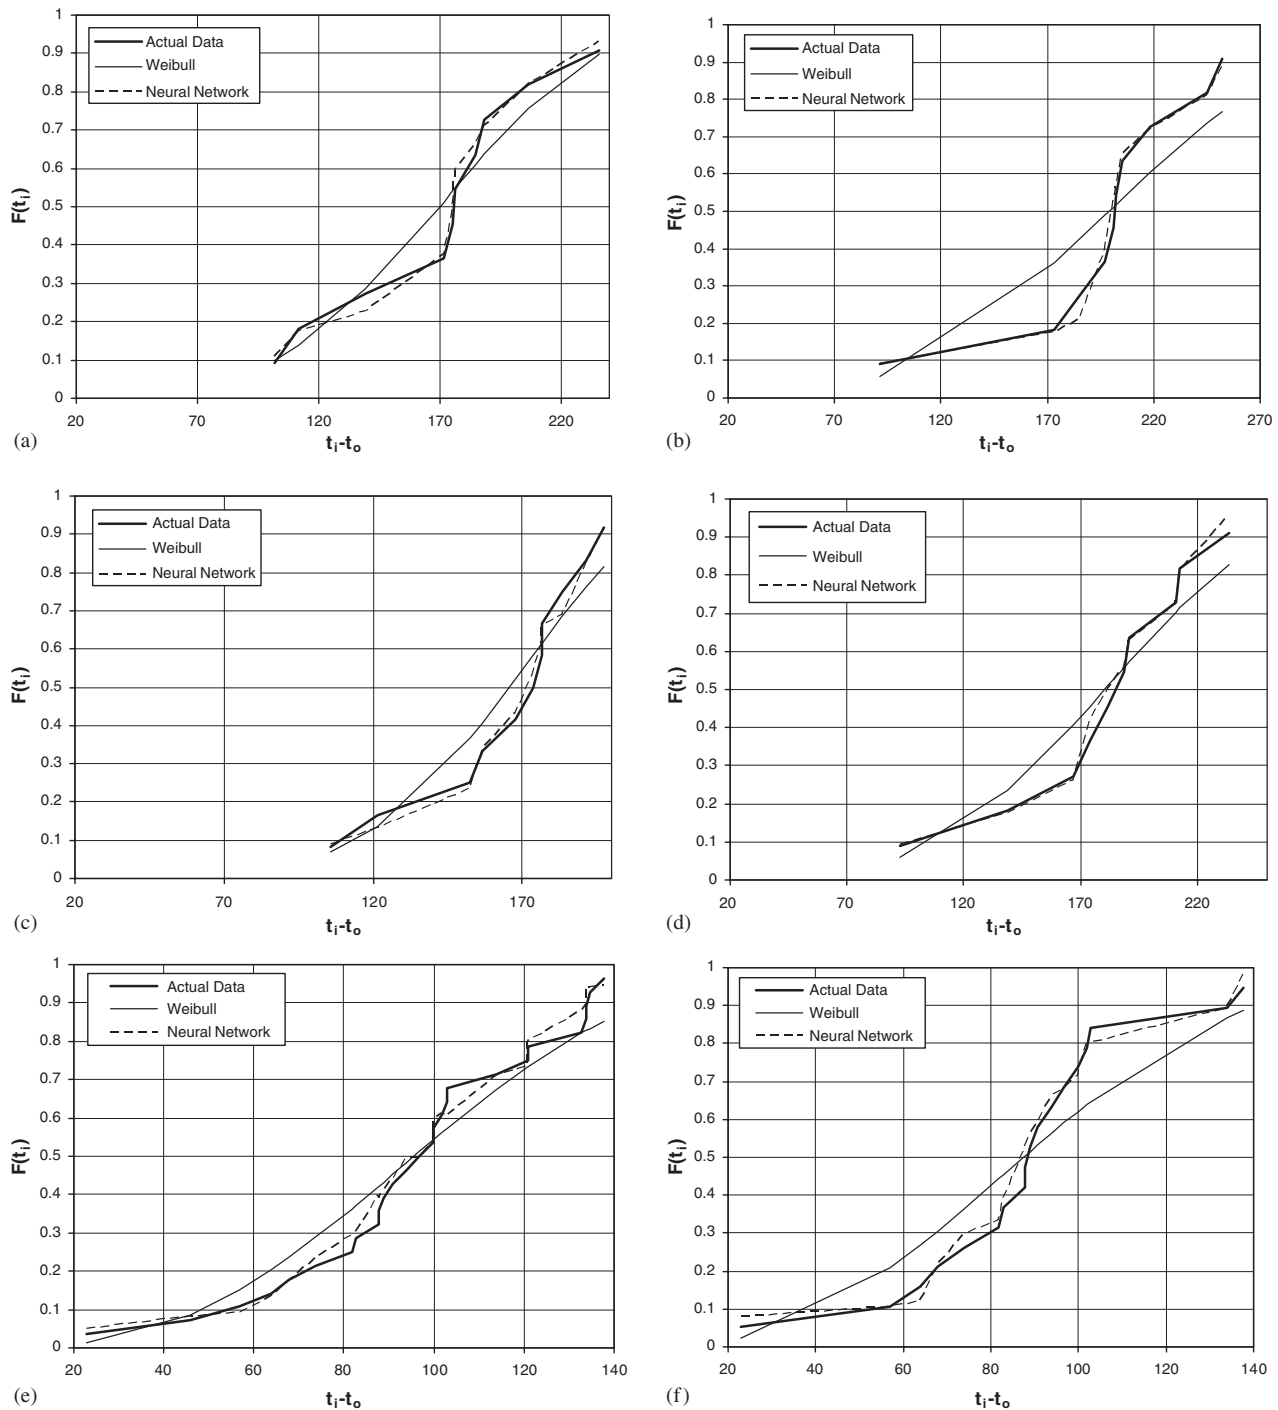 1
0.9
0.8
0.7
0.6
0.5
0.4
0.3
0.2
0.1
0
F(ti)
Actual Data
Weibull
Neural Network
20
70
120
170
220
(a)
ti-to
1
0.9
0.8
0.7
0.6
0.5
0.4
0.3
0.2
0.1
0
F(ti)
Actual Data
Weibull
Neural Network
20
70
120
170
220
270
(b)
ti-to
1
0.9
0.8
0.7
0.6
0.5
0.4
0.3
0.2
0.1
0
F(ti)
Actual Data
Weibull
Neural Network
20
70
120
170
(c)
ti-to
1
0.9
0.8
0.7
0.6
0.5
0.4
0.3
0.2
0.1
0
F(ti)
Actual Data
Weibull
Neural Network
20
70
120
170
220
(d)
ti-to
1
0.9
0.8
0.7
0.6
0.5
0.4
0.3
0.2
0.1
0
F(ti)
Actual Data
Weibull
Neural Network
20
40
60
80
100
120
140
(e)
ti-to
1
0.9
0.8
0.7
0.6
0.5
0.4
0.3
0.2
0.1
0
F(ti)
Actual Data
Weibull
Neural Network
20
40
60
80
100
120
140
(f)
ti-to